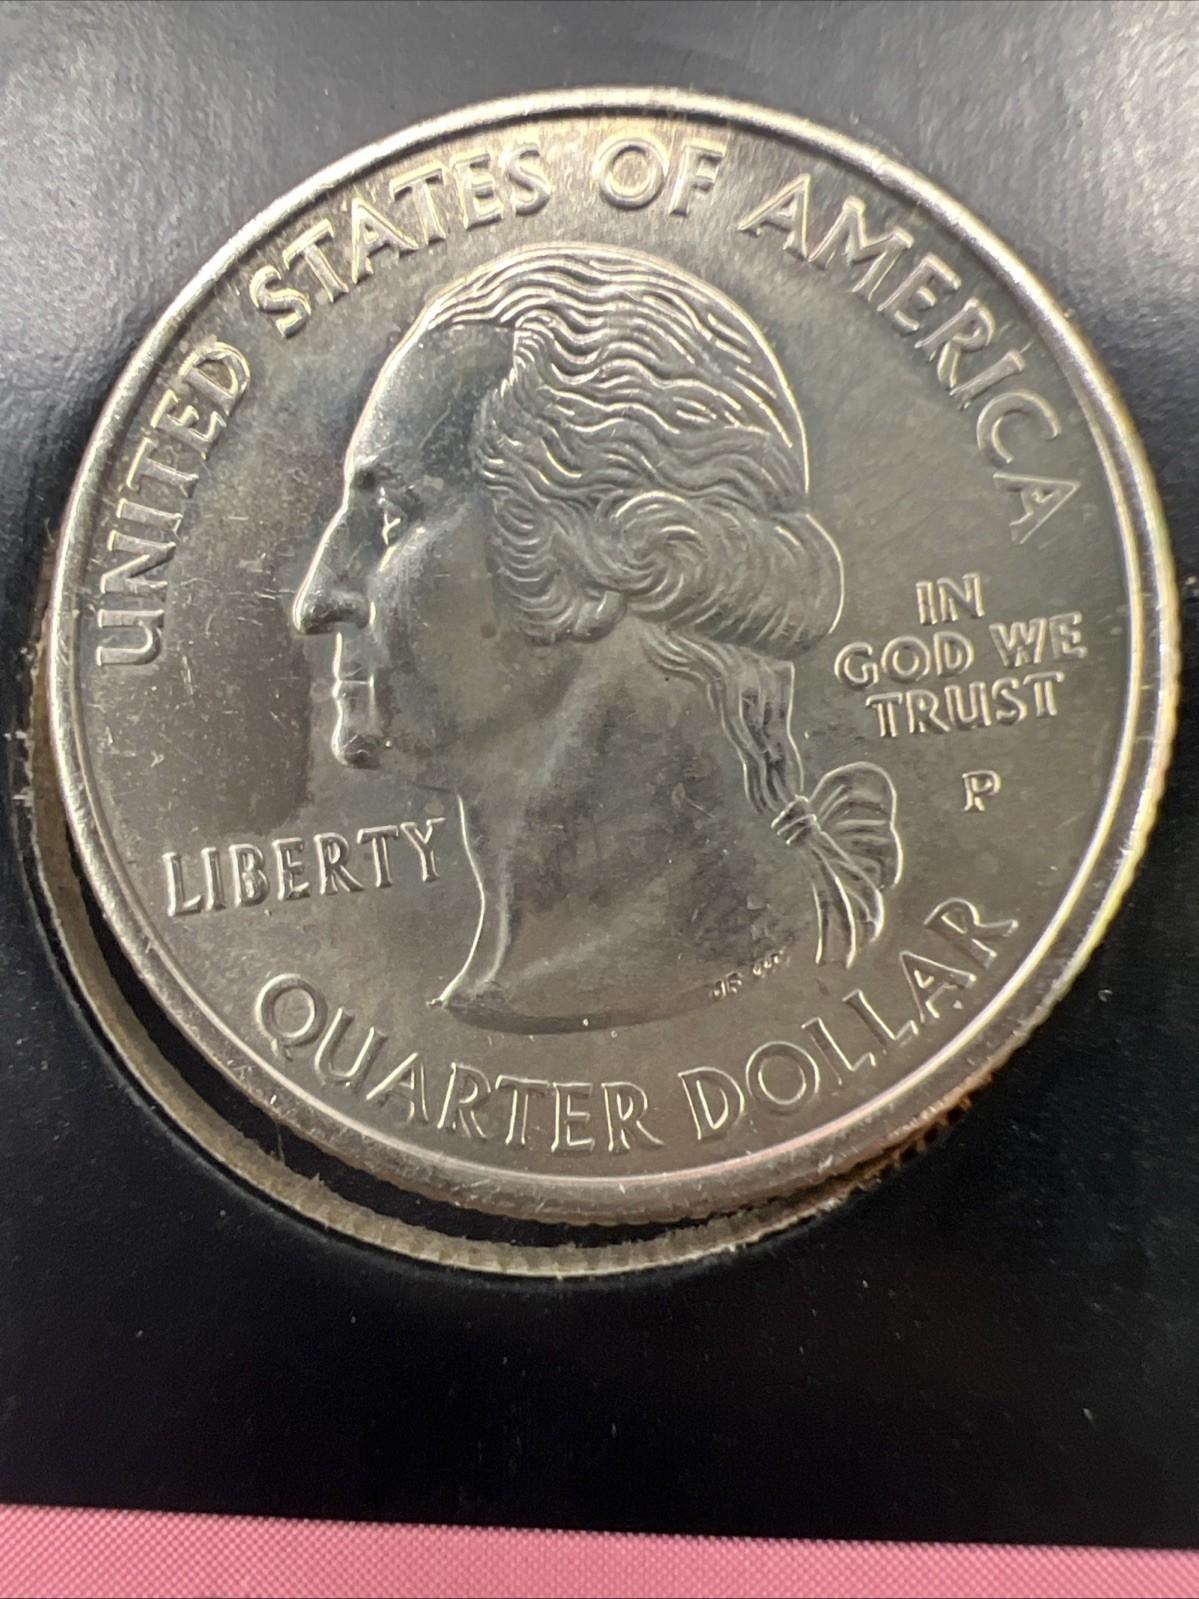 UNITED STATES OF AMERICA
IN
GOD WE
TRUST
P
LIBERTY
QUARTER DOLLAR